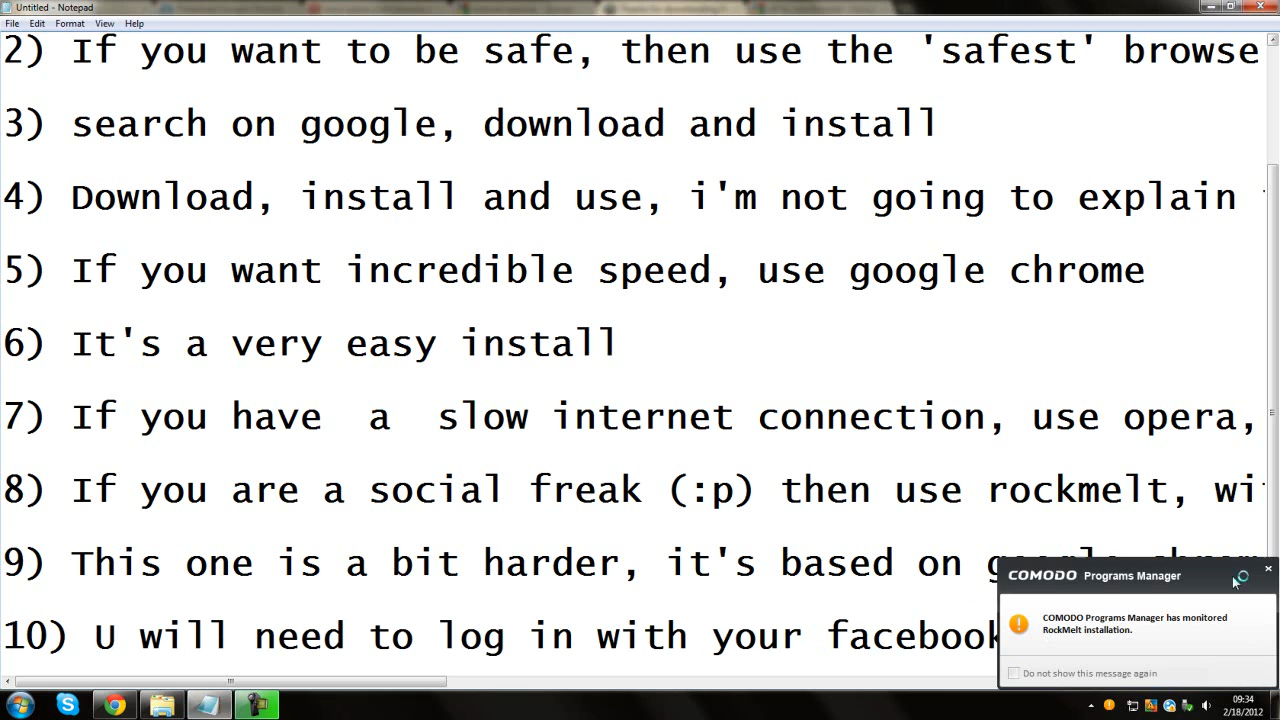 Untitled - Notepad
File Edit Format View Help
2) If you want to be safe, then use the 'safest' browse
3) search on google, download and install
4) Download, install and use, i'm not going to explain
5) If you want incredible speed, use google chrome
6) It's a very easy install
7) If you have  a  slow internet connection, use opera,
8) If you are a social freak (:p) then use rockmelt, wi
9) This one is a bit harder, it's based on google chrom
10) U will need to log in with your facebook
COMODO Programs Manager
COMODO Programs Manager has monitored
RockMelt installation.
Do not show this message again
09:34
2/18/2012